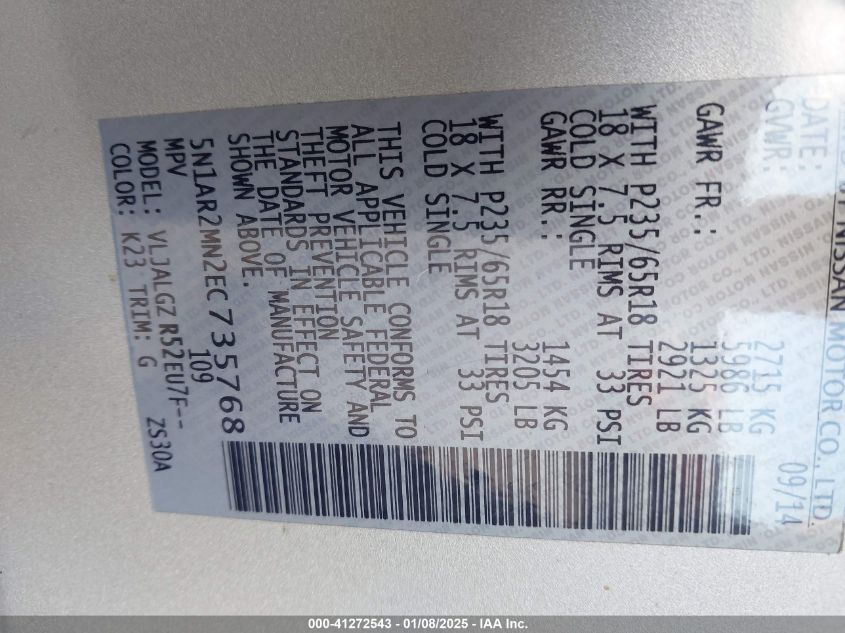 NISSAN MOTOR CO., LTD.
DATE: 09/14
GVWR: 2715 KG
5986 LB
GAWR FR.: 1325 KG
2921 LB
WITH P235/65R18 TIRES
18 X 7.5 RIMS AT 33 PSI
COLD SINGLE
GAWR RR.: 1454 KG
3205 LB
WITH P235/65R18 TIRES
18 X 7.5 RIMS AT 33 PSI
COLD SINGLE
THIS VEHICLE CONFORMS TO
ALL APPLICABLE FEDERAL
MOTOR VEHICLE SAFETY AND
THEFT PREVENTION
STANDARDS IN EFFECT ON
THE DATE OF MANUFACTURE
SHOWN ABOVE.
5N1AR2MN2EC735768
MPV 109
MODEL: VLJALGZ R52EU7F--
COLOR: K23 TRIM: G ZS30A
000-41272543 - 01/08/2025 - IAA Inc.